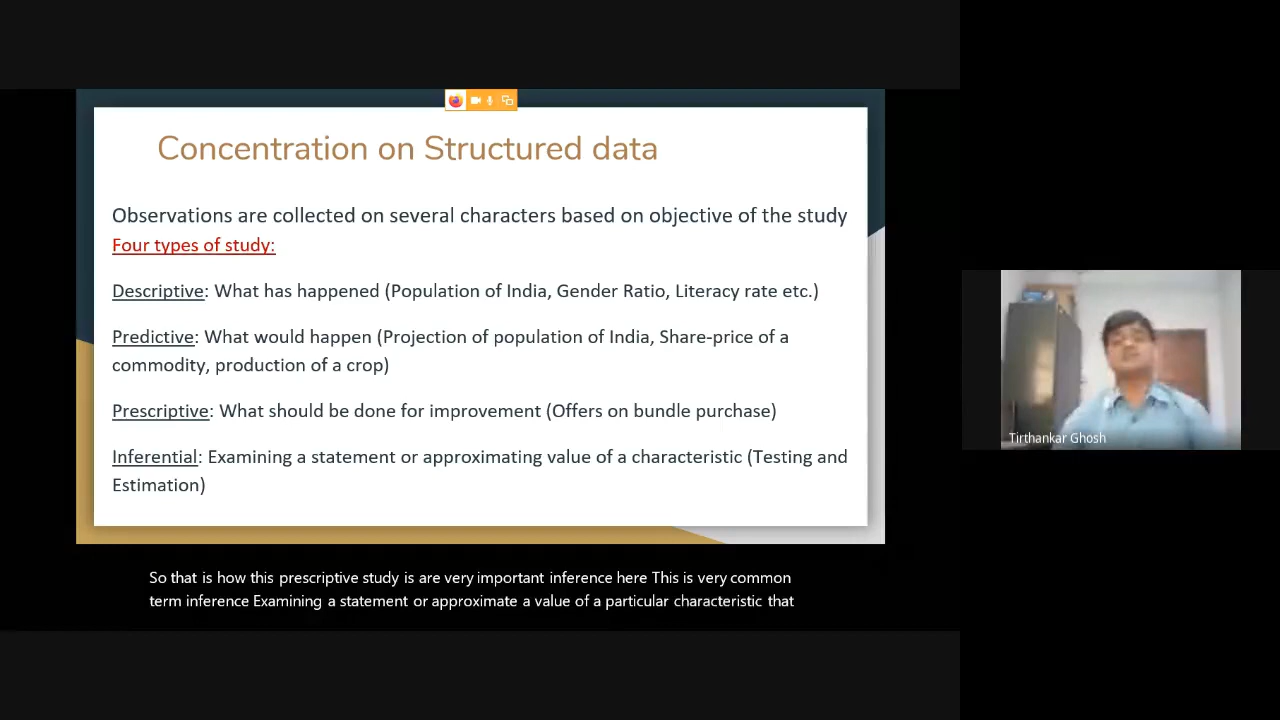 Concentration on Structured data
Observations are collected on several characters based on objective of the study
Four types of study:
Descriptive: What has happened (Population of India, Gender Ratio, Literacy rate etc.)
Predictive: What would happen (Projection of population of India, Share-price of a
commodity, production of a crop)
Prescriptive: What should be done for improvement (Offers on bundle purchase)
Inferential: Examining a statement or approximating value of a characteristic (Testing and
Estimation)
Tirthankar Ghosh
So that is how this prescriptive study is are very important inference here This is very common
term inference Examining a statement or approximate a value of a particular characteristic that